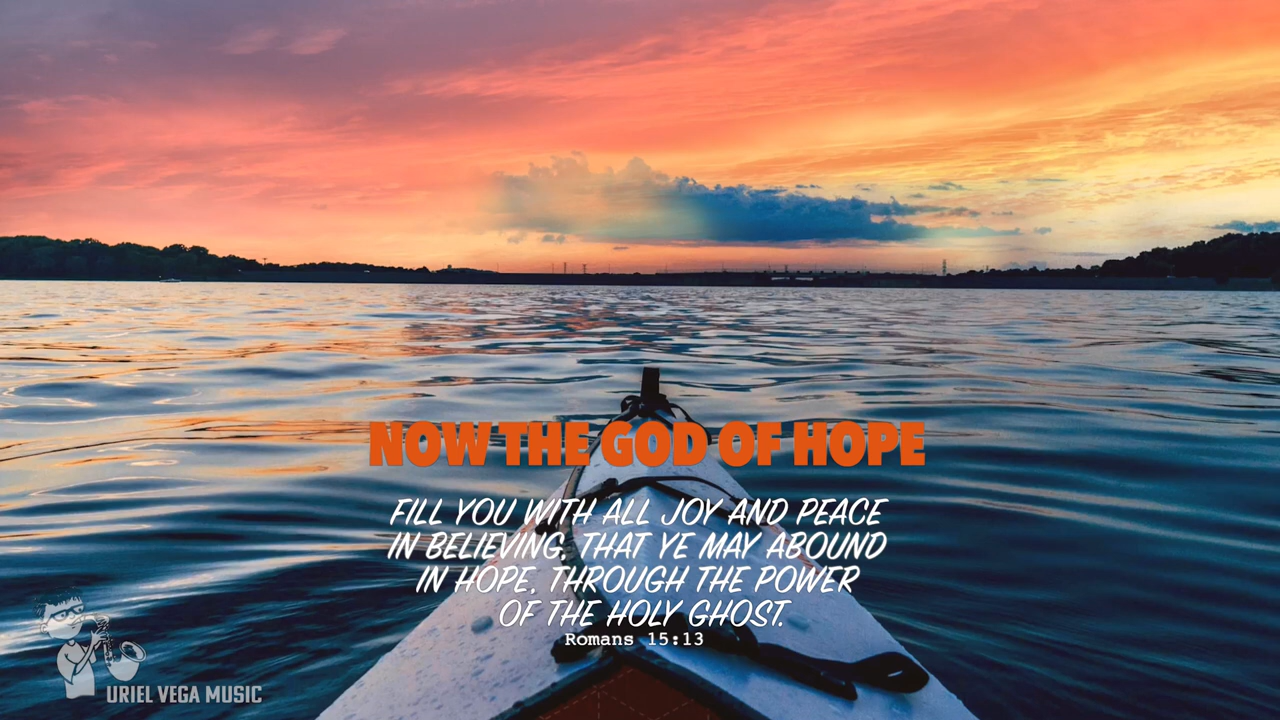 NOW THE GOD OF HOPE
FILL YOU WITH ALL JOY AND PEACE
IN BELIEVING, THAT YE MAY ABOUND
IN HOPE, THROUGH THE POWER
OF THE HOLY GHOST.
Romans 15:13
URIEL VEGA MUSIC